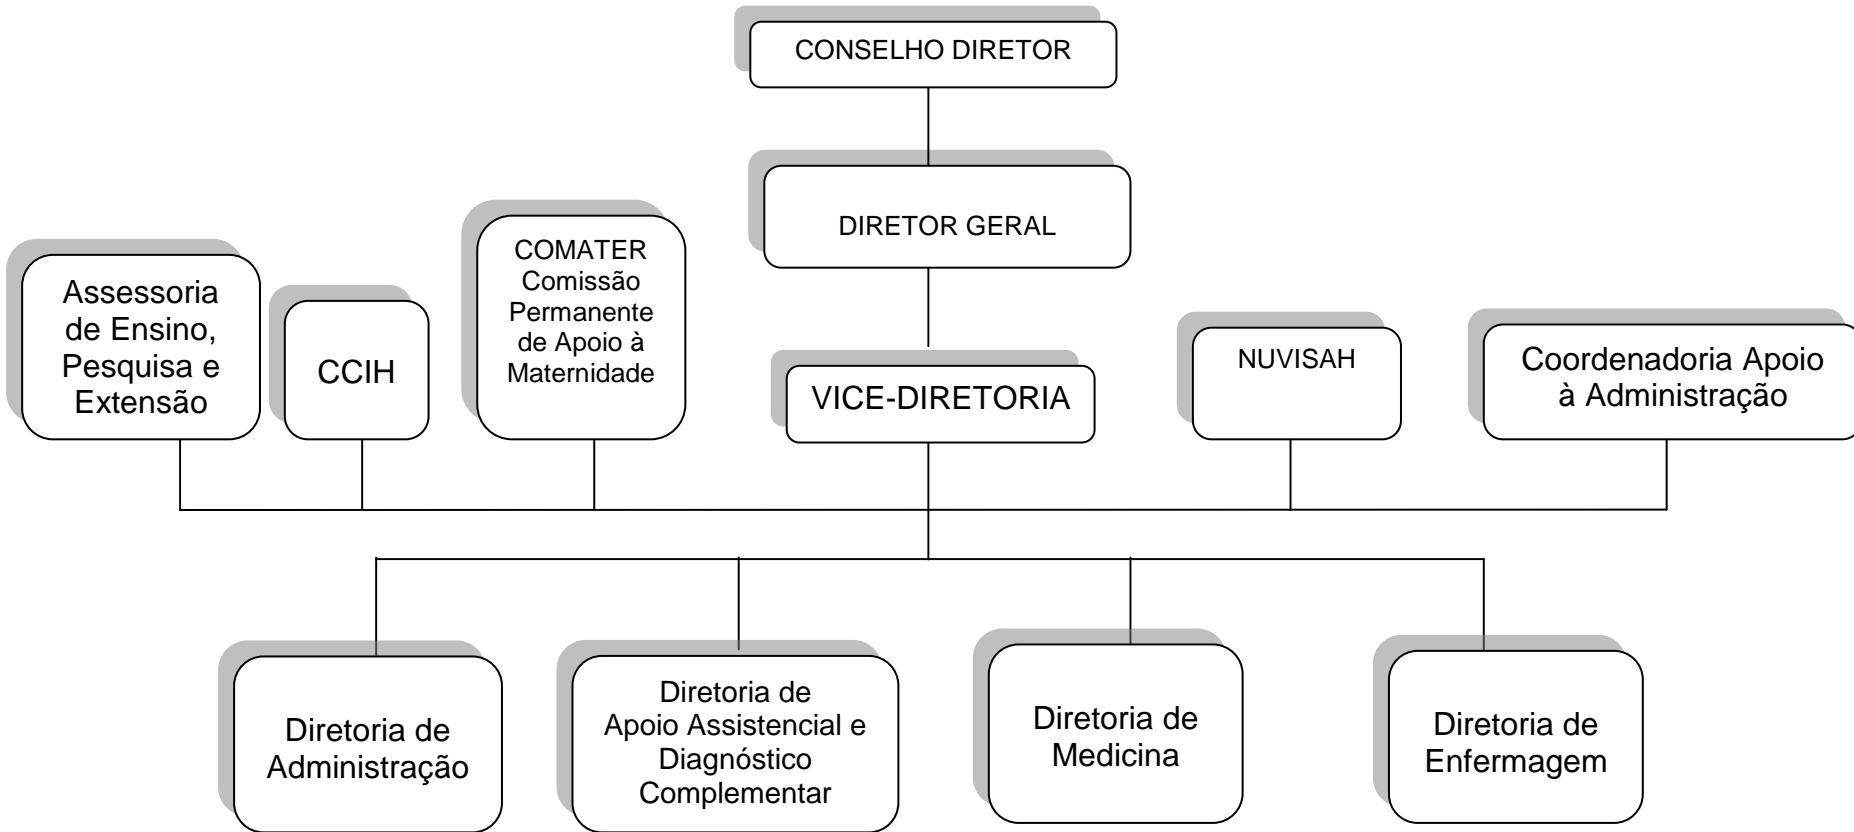 CONSELHO DIRETOR
DIRETOR GERAL
Assessoria
de Ensino,
Pesquisa e
Extensão
CCIH
COMATER
Comissão
Permanente
de Apoio à
Maternidade
VICE-DIRETORIA
NUVISAH
Coordenadoria Apoio
à Administração
Diretoria de
Administração
Diretoria de
Apoio Assistencial e
Diagnóstico
Complementar
Diretoria de
Medicina
Diretoria de
Enfermagem